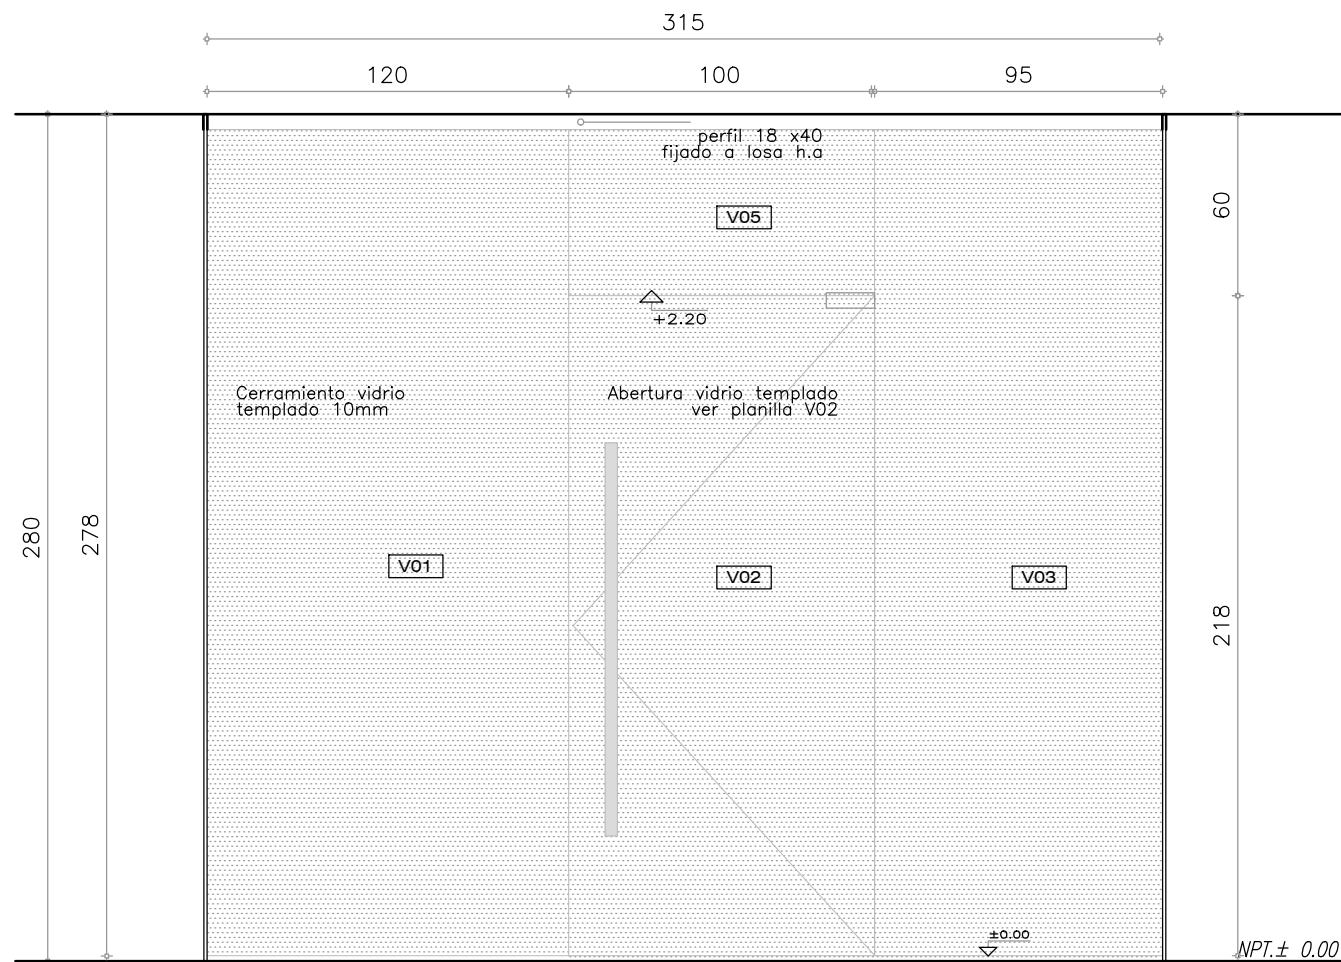 315
120
100
95
perfil 18 x40
fijado a losa h.a
V05
60
+2.20
Cerramiento vidrio
templado 10mm
Abertura vidrio templado
ver planilla V02
280
278
V01
V02
V03
218
±0.00
NPT.± 0.00